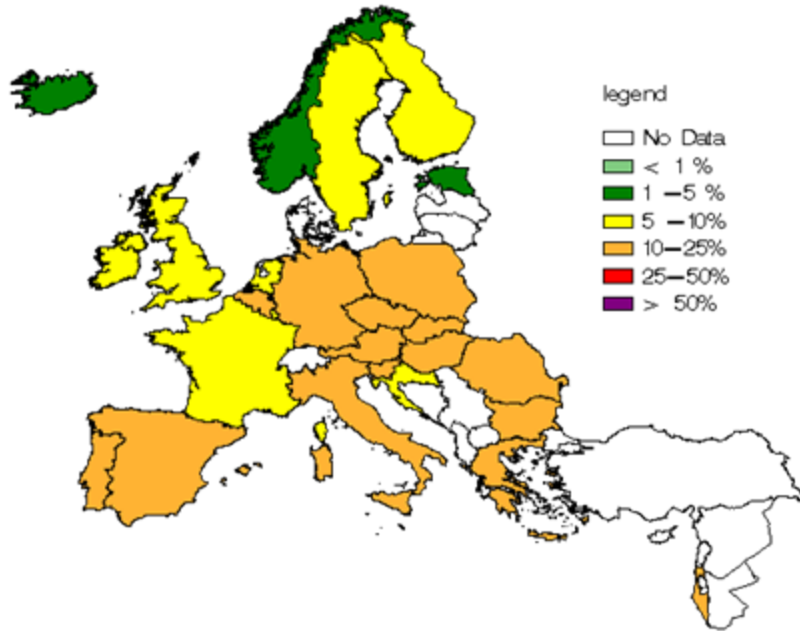 legend
No Data
< 1 %
1 –5 %
5 –10%
10–25%
25–50%
> 50%